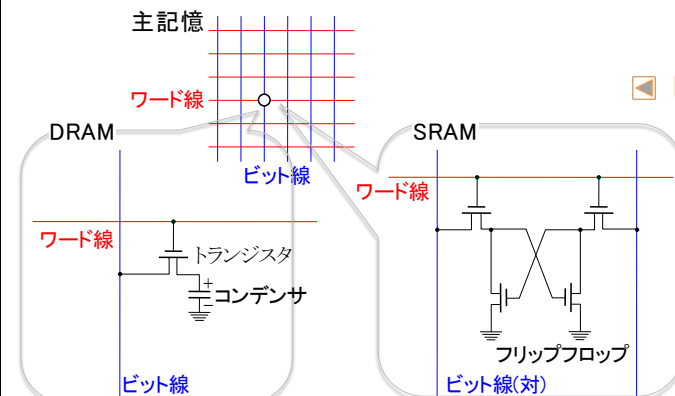 主記憶
ワード線
ビット線
DRAM
ワード線
トランジスタ
+
コンデンサ
−
ビット線
SRAM
ワード線
フリップフロップ
ビット線(対)